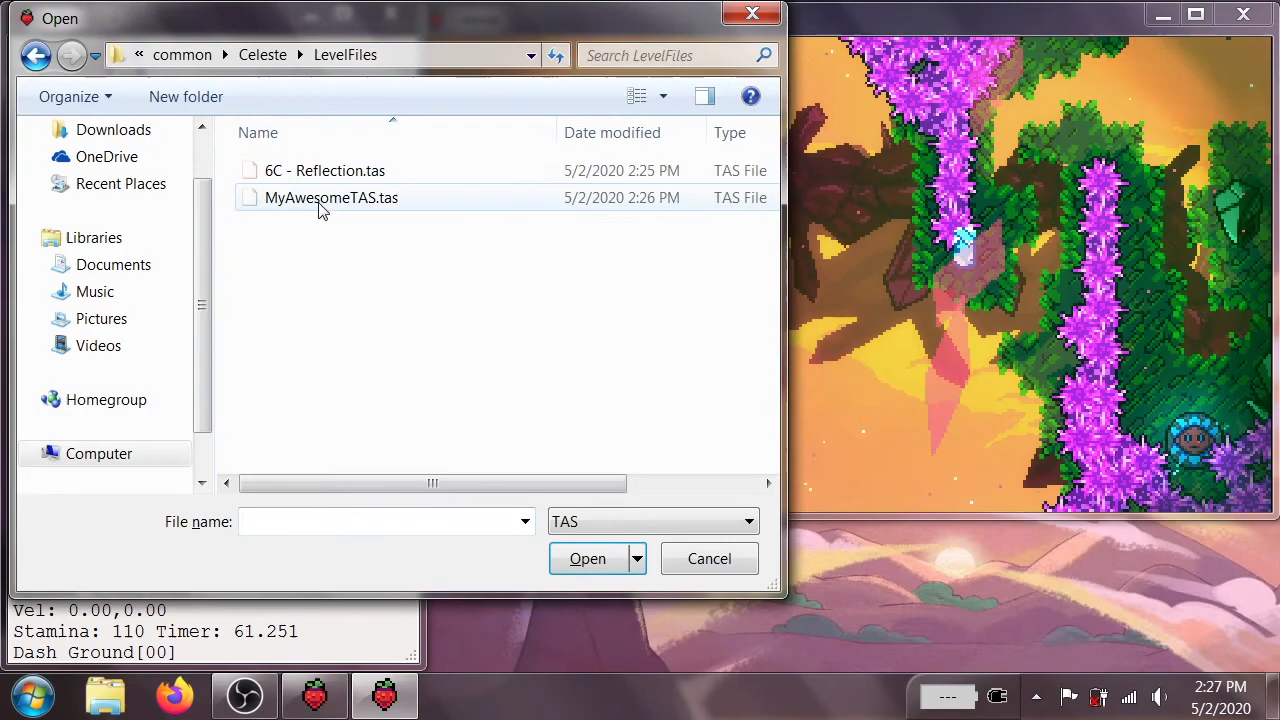 Open
« common Celeste LevelFiles
Search LevelFiles
Organize
New folder
Downloads
OneDrive
Recent Places
Libraries
Documents
Music
Pictures
Videos
Homegroup
Computer
Name Date modified Type
6C - Reflection.tas 5/2/2020 2:25 PM TAS File
MyAwesomeTAS.tas 5/2/2020 2:26 PM TAS File
File name:
TAS
Open
Cancel
Vel: 0.00,0.00
Stamina: 110 Timer: 61.251
Dash Ground[00]
---
2:27 PM
5/2/2020